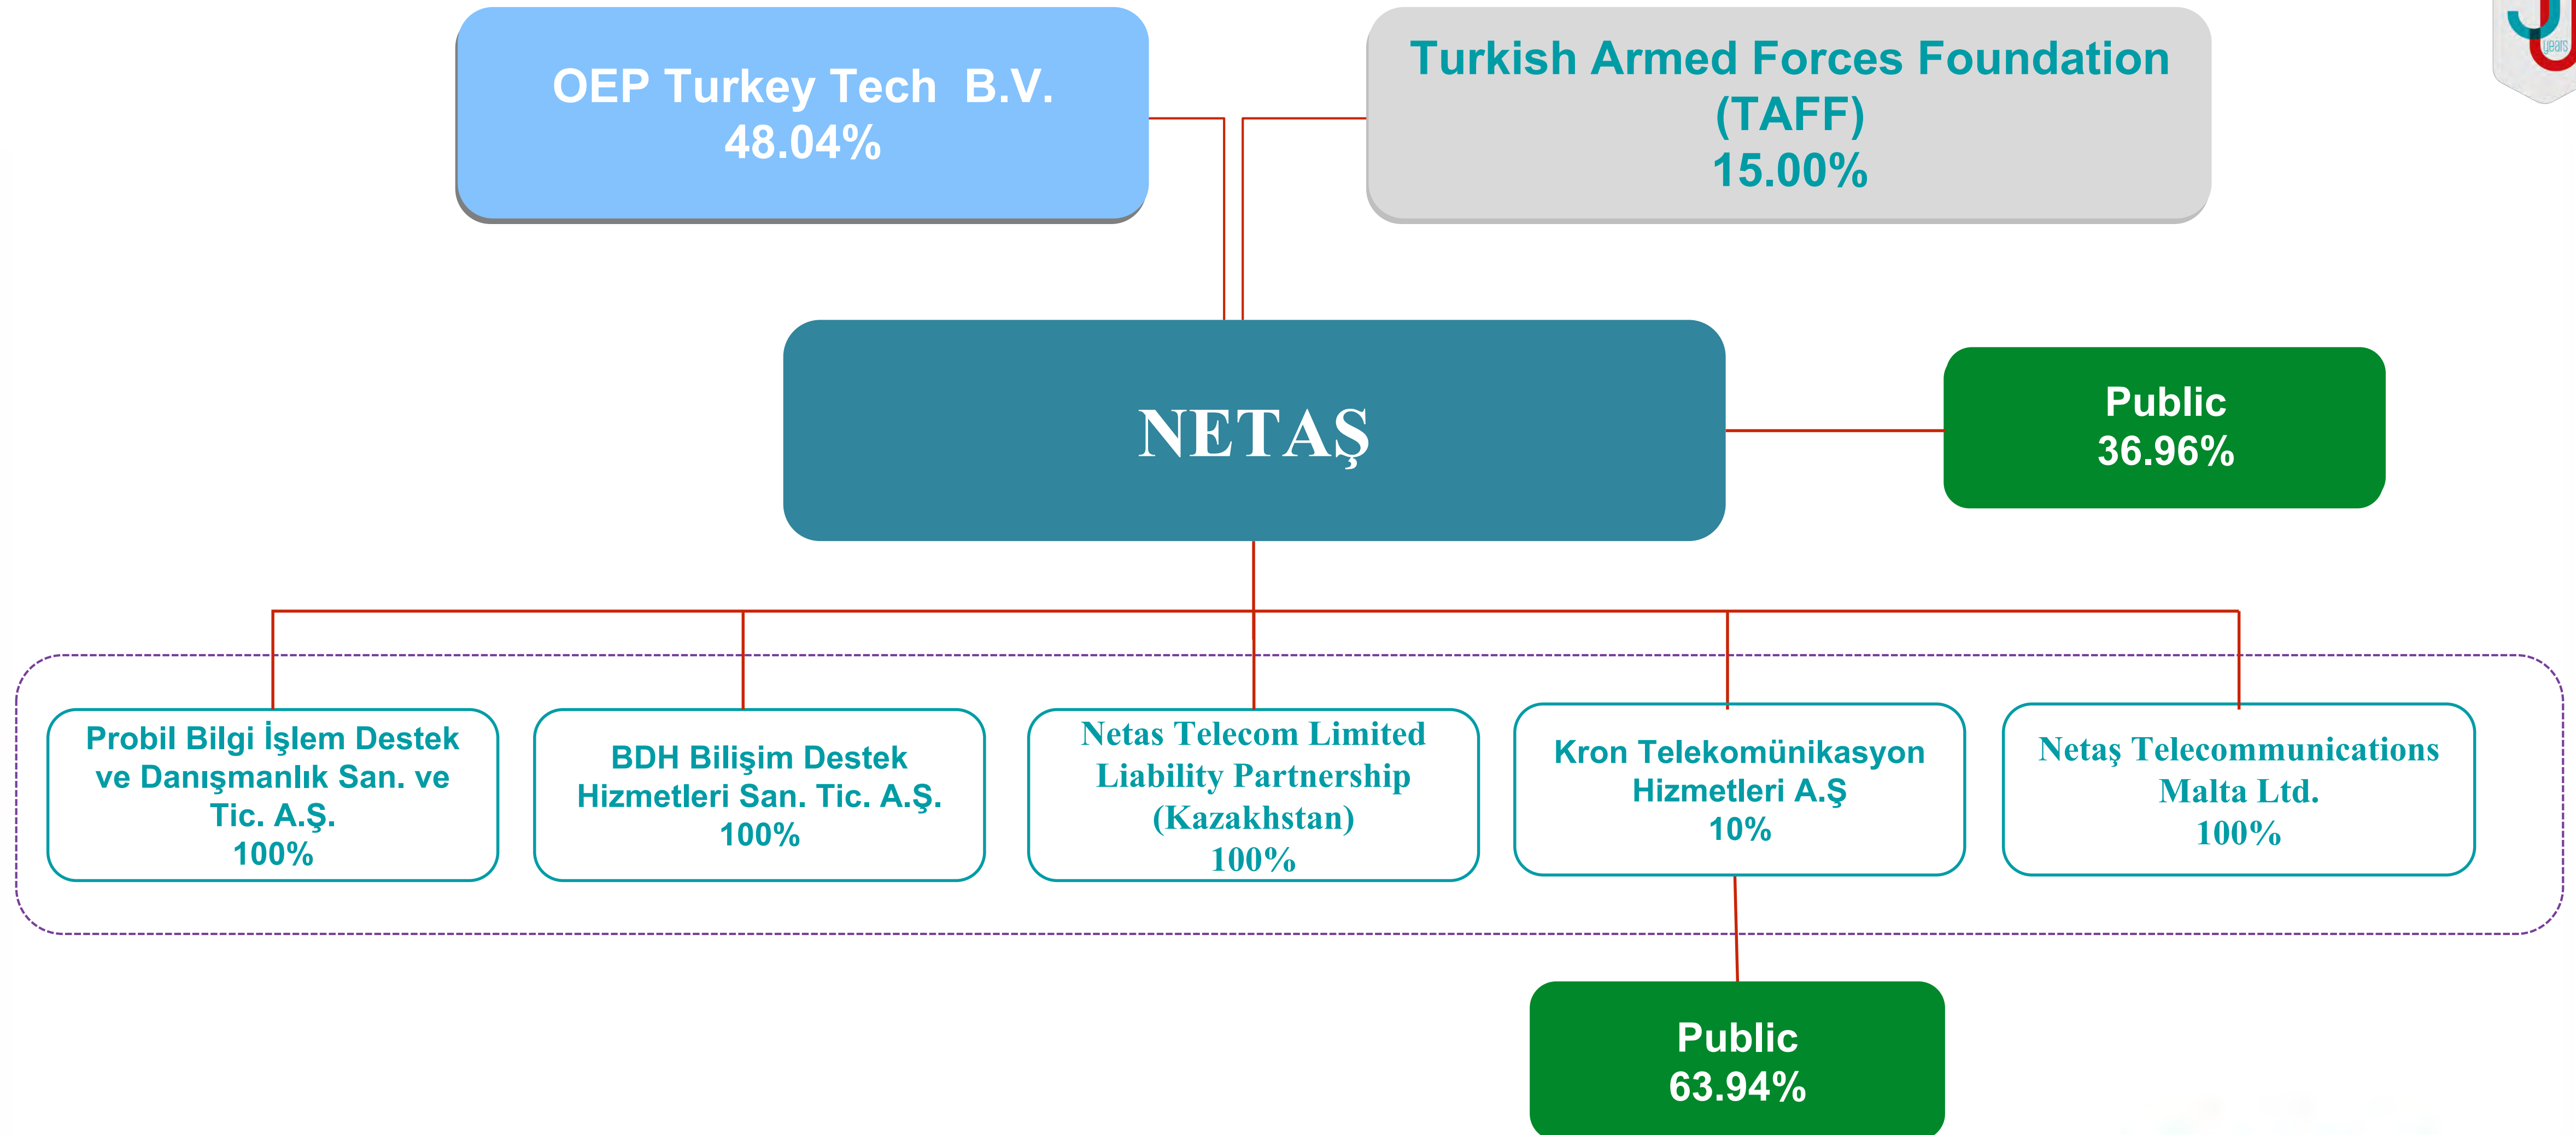 OEP Turkey Tech B.V.
48.04%
Turkish Armed Forces Foundation
(TAFF)
15.00%
years
NETAŞ
Public
36.96%
Probil Bilgi İşlem Destek
ve Danışmanlık San. ve
Tic. A.Ş.
100%
BDH Bilişim Destek
Hizmetleri San. Tic. A.Ş.
100%
Netas Telecom Limited
Liability Partnership
(Kazakhstan)
100%
Kron Telekomünikasyon
Hizmetleri A.Ş
10%
Netaş Telecommunications
Malta Ltd.
100%
Public
63.94%